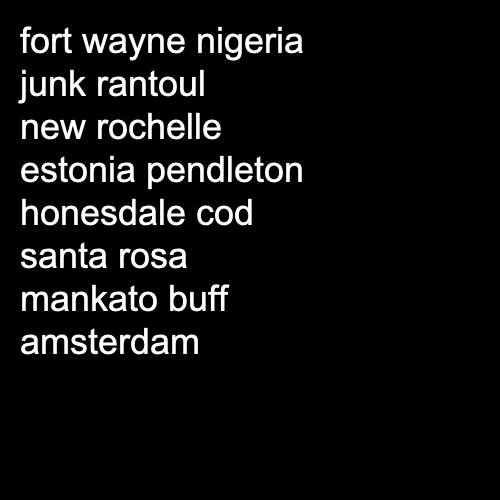 fort wayne nigeria
junk rantoul
new rochelle
estonia pendleton
honesdale cod
santa rosa
mankato buff
amsterdam